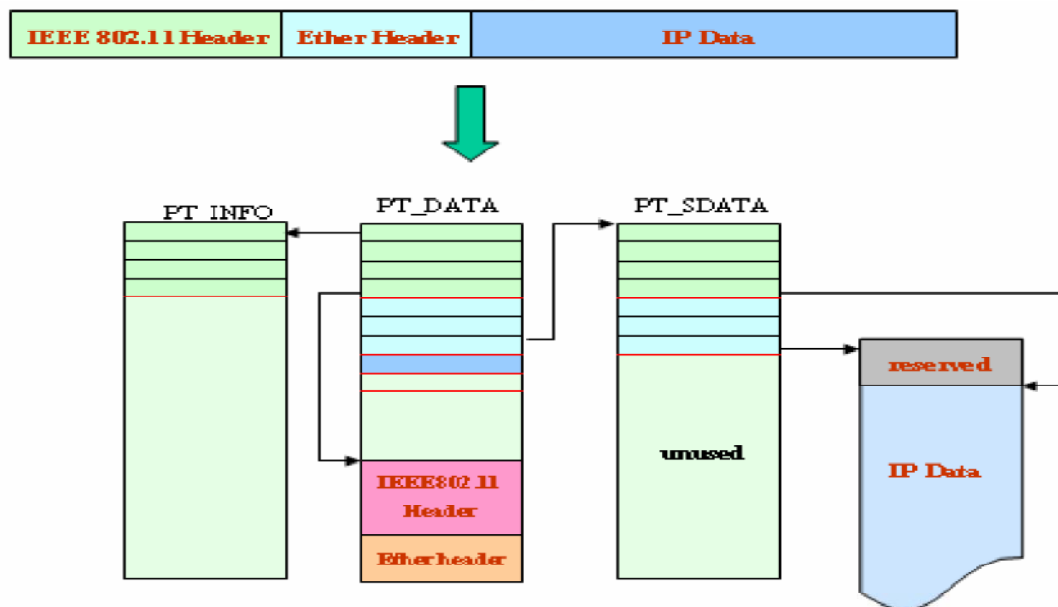 IEEE 802.11 Header Ether Header IP Data
PT_INFO PT_DATA PT_SDATA
reserved
unused
IP Data
IEEE802.11
Header
Etherheader